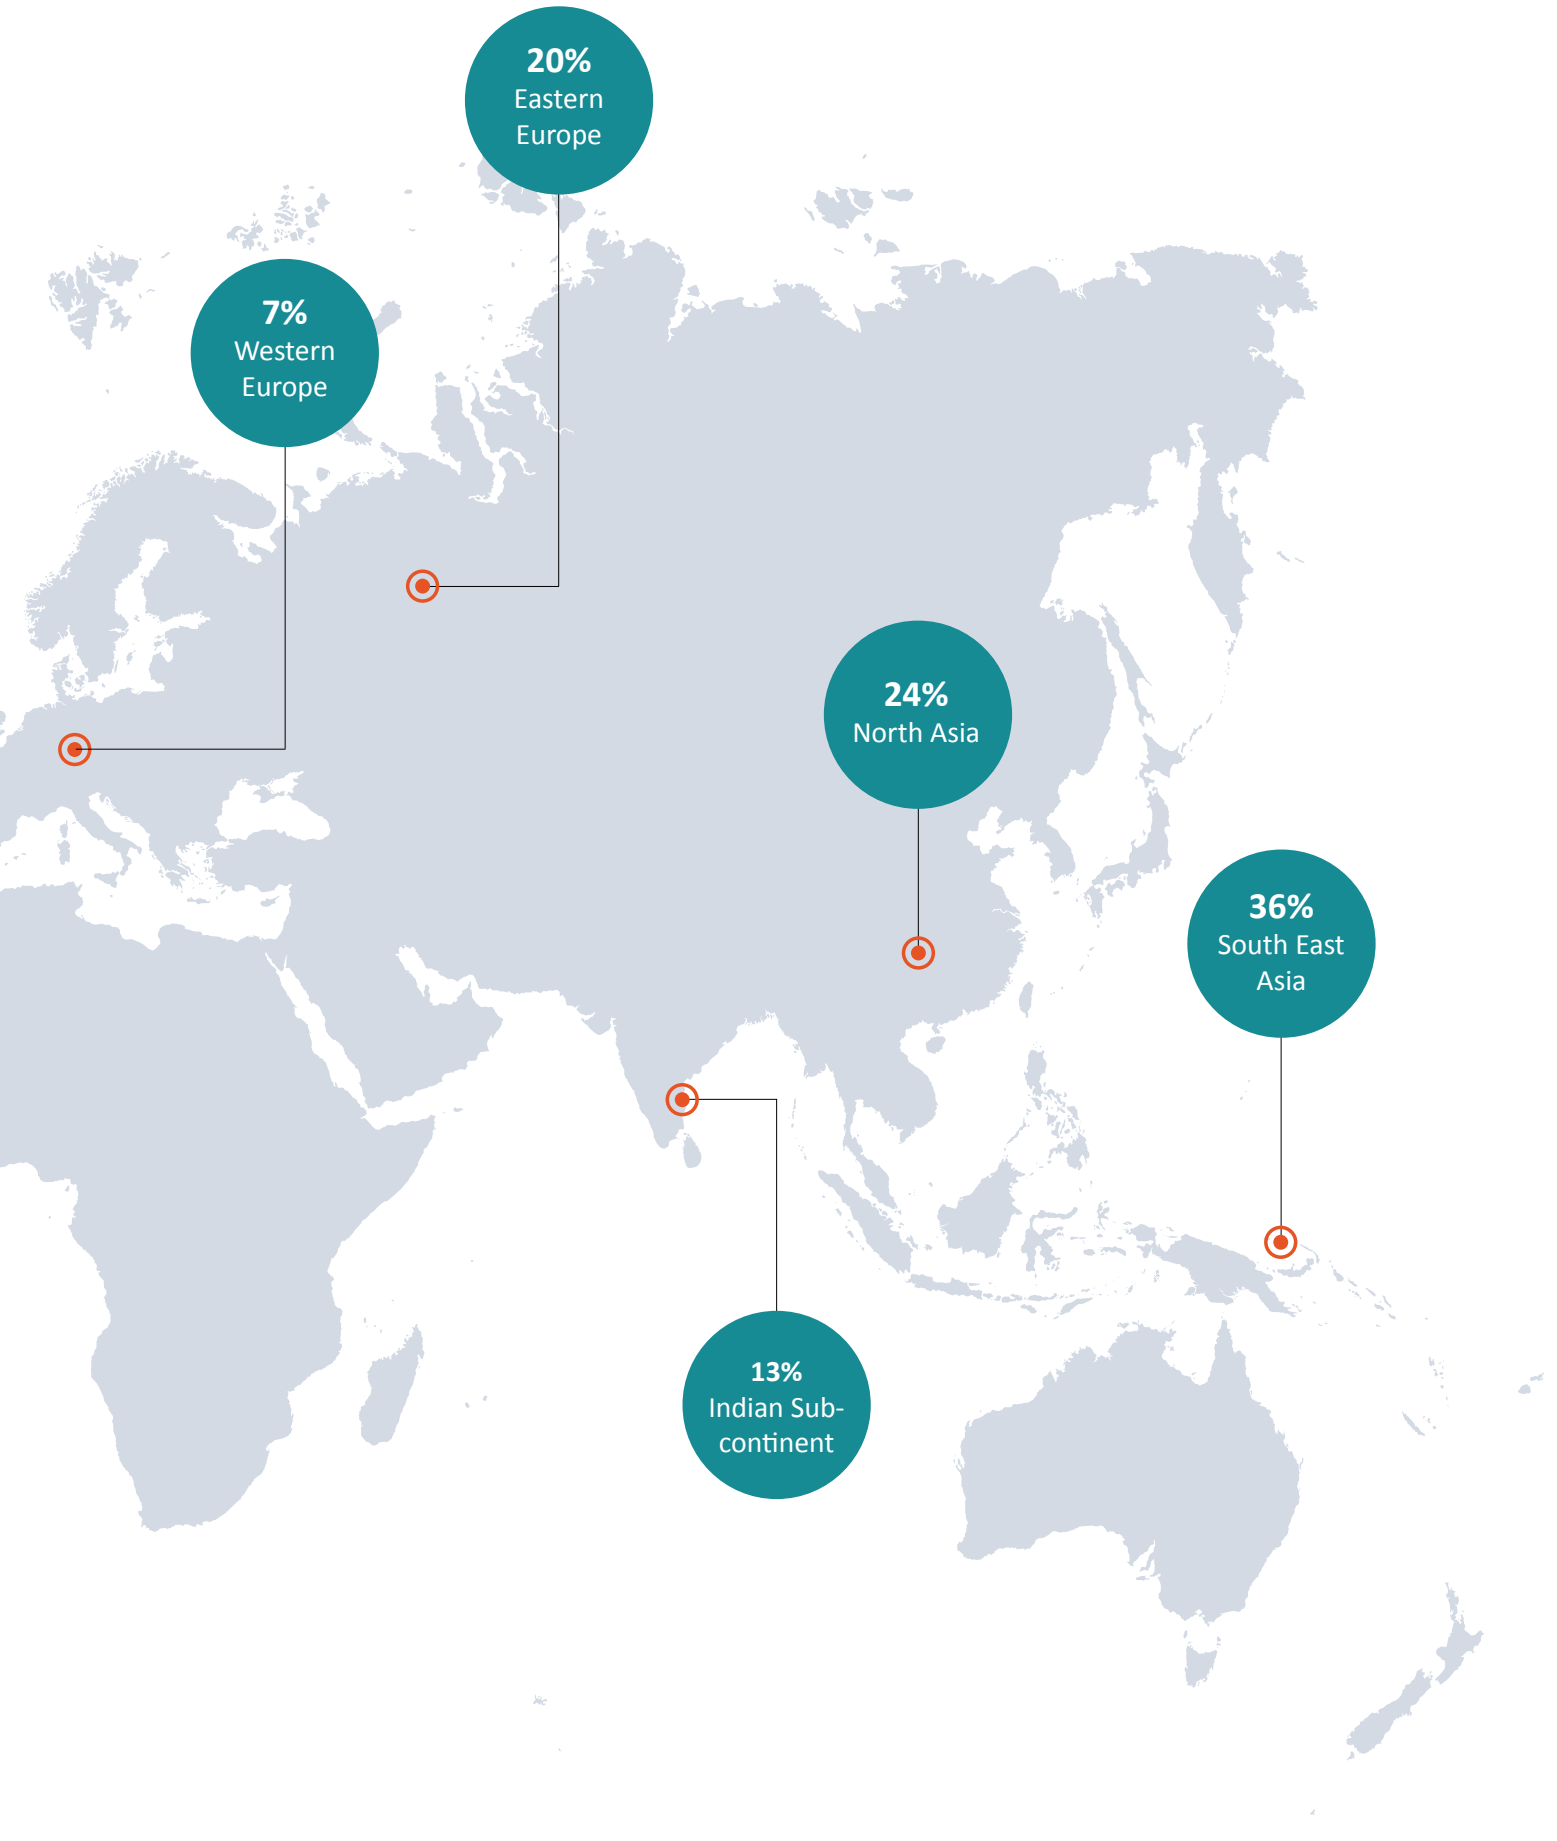 20%
Eastern
Europe
7%
Western
Europe
24%
North Asia
36%
South East
Asia
13%
Indian Sub-
continent